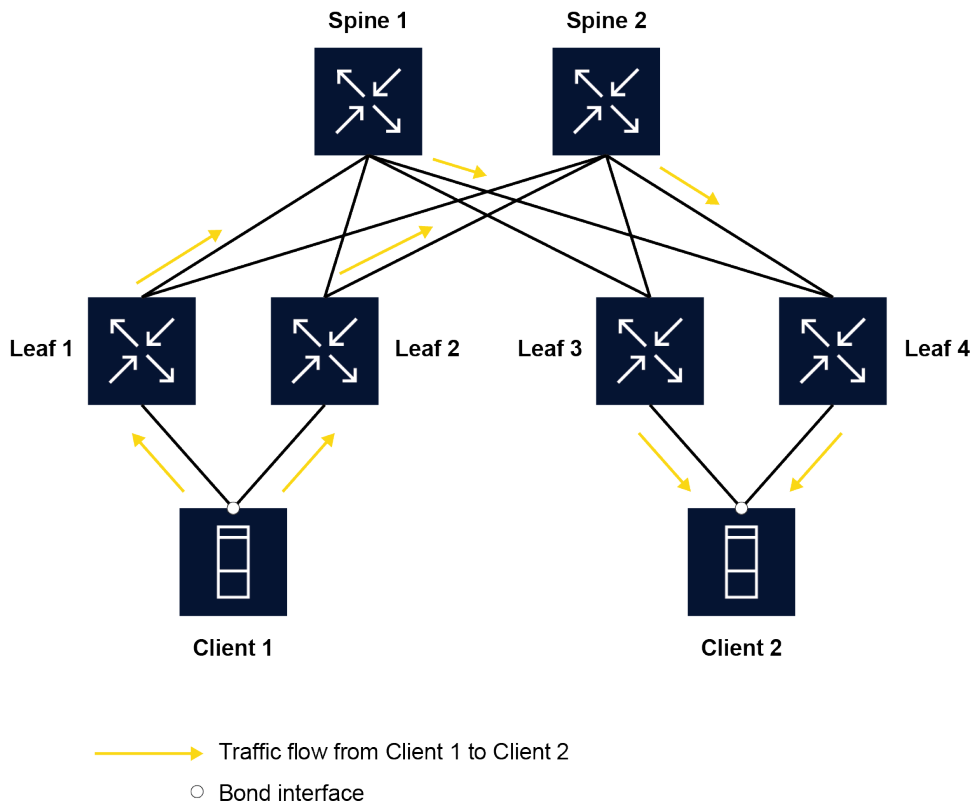 Spine 1
Spine 2
Leaf 1
Leaf 2
Leaf 3
Leaf 4
Client 1
Client 2
Traffic flow from Client 1 to Client 2
Bond interface